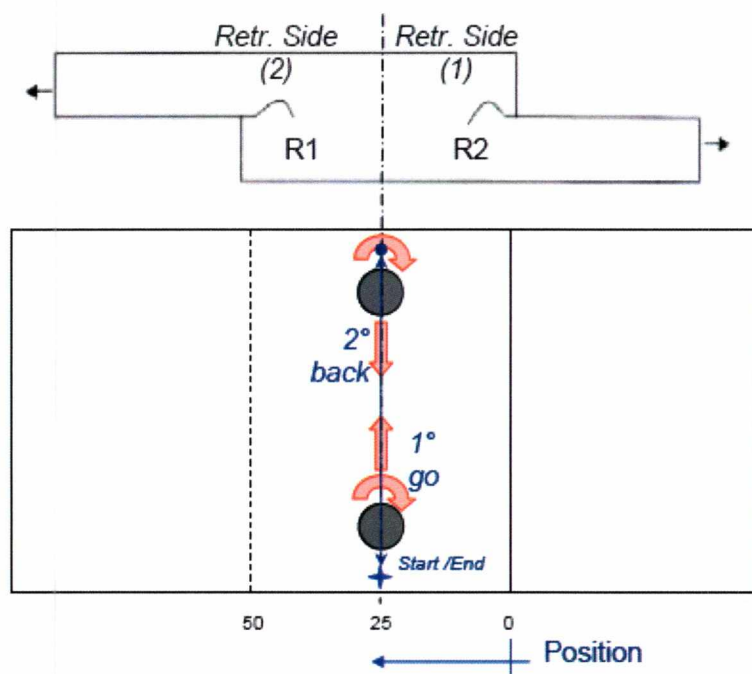 Retr. Side Retr. Side
(2) (1)
R1 R2
2°
back
1°
go
Start /End
50 25 0
Position